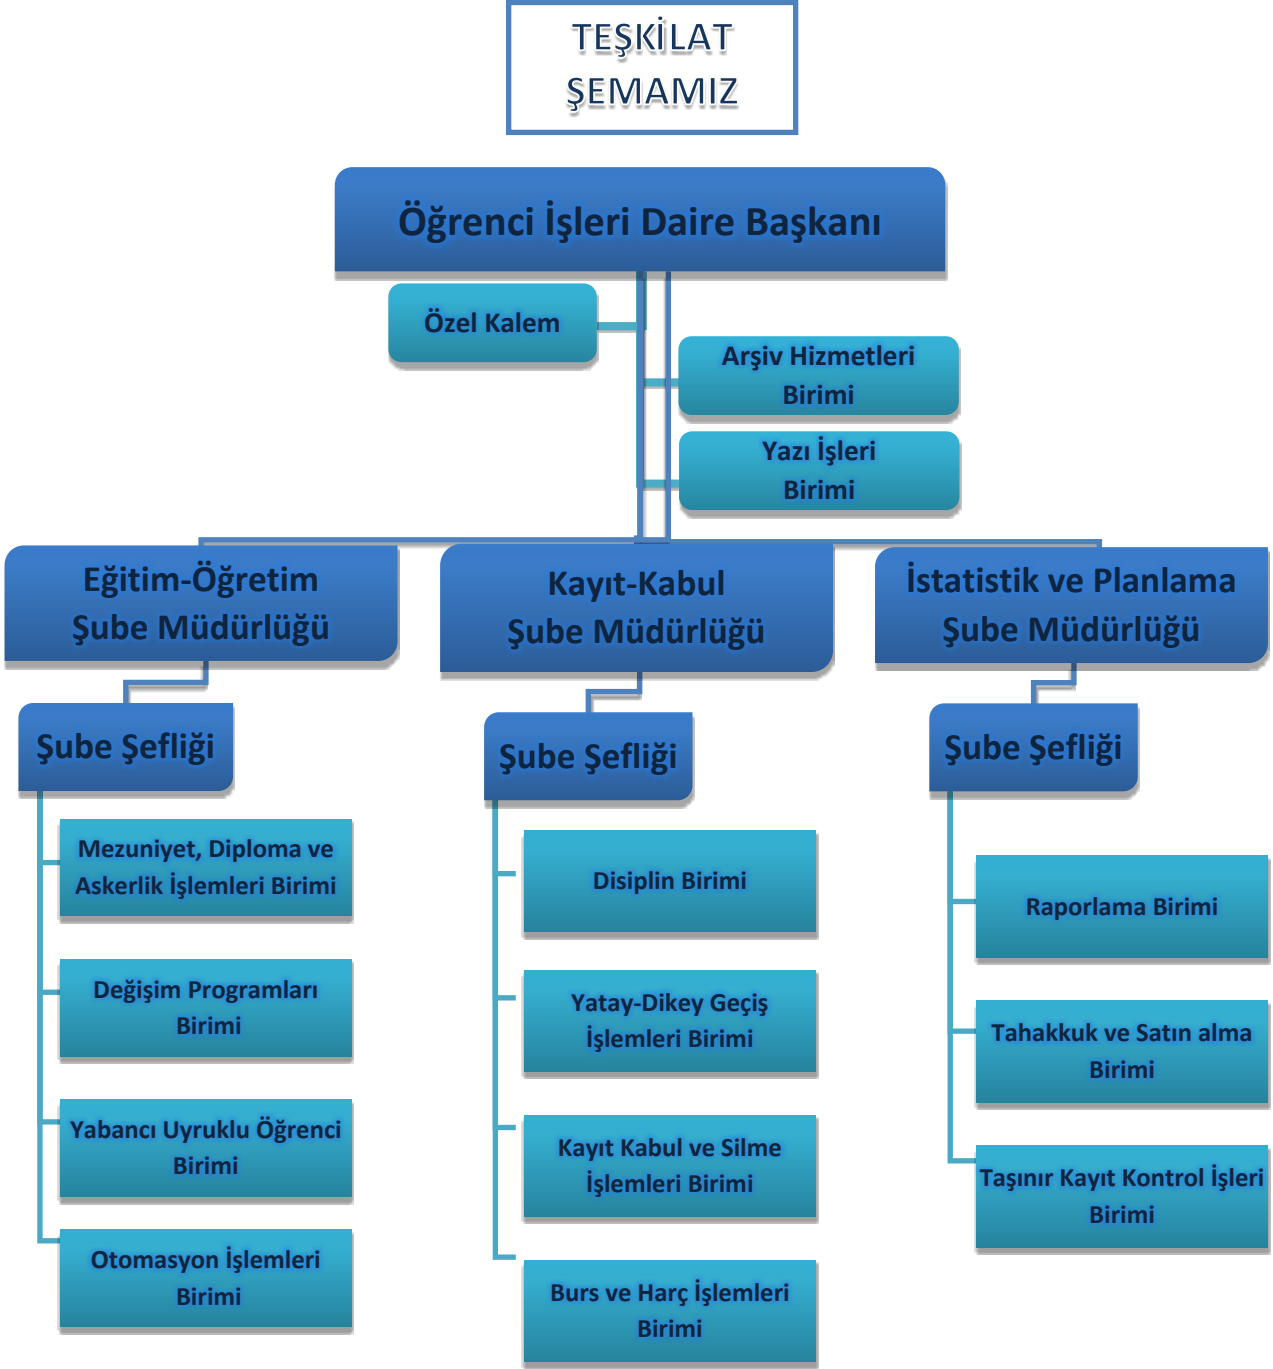 TEŞKİLAT
ŞEMAMIZ
Öğrenci İşleri Daire Başkanı
Özel Kalem
Arşiv Hizmetleri
Birimi
Yazı İşleri
Birimi
Eğitim-Öğretim
Şube Müdürlüğü
Kayıt-Kabul
Şube Müdürlüğü
İstatistik ve Planlama
Şube Müdürlüğü
Şube Şefliği
Şube Şefliği
Şube Şefliği
Mezuniyet, Diploma ve
Askerlik İşlemleri Birimi
Değişim Programları
Birimi
Yabancı Uyruklu Öğrenci
Birimi
Otomasyon İşlemleri
Birimi
Disiplin Birimi
Yatay-Dikey Geçiş
İşlemleri Birimi
Kayıt Kabul ve Silme
İşlemleri Birimi
Burs ve Harç İşlemleri
Birimi
Raporlama Birimi
Tahakkuk ve Satın alma
Birimi
Taşınır Kayıt Kontrol İşleri
Birimi